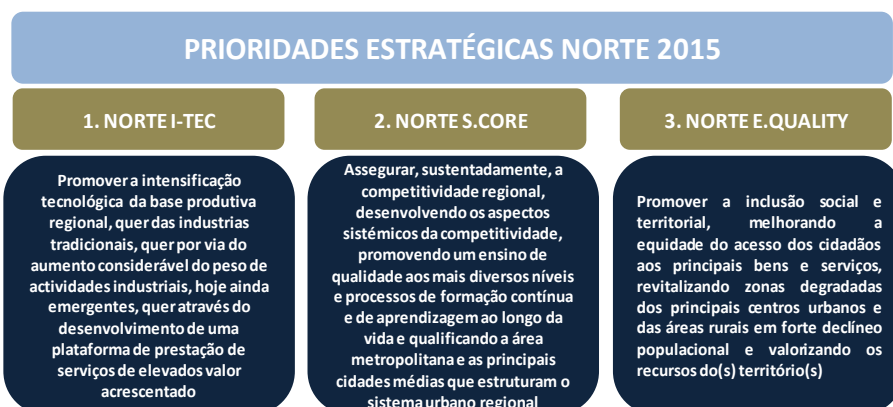 PRIORIDADES ESTRATÉGICAS NORTE 2015
1. NORTE I-TEC
Promover a intensificação
tecnológica da base produtiva
regional, quer das industrias
tradicionais, quer por via do
aumento considerável do peso de
actividades industriais, hoje ainda
emergentes, quer através do
desenvolvimento de uma
plataforma de prestação de
serviços de elevados valor
acrescentado
2. NORTE S.CORE
Assegurar, sustentadamente, a
competitividade regional,
desenvolvendo os aspectos
sistémicos da competitividade,
promovendo um ensino de
qualidade aos mais diversos níveis
e processos de formação contínua
e de aprendizagem ao longo da
vida e qualificando a área
metropolitana e as principais
cidades médias que estruturam o
sistema urbano regional
3. NORTE E.QUALITY
Promover a inclusão social e
territorial, melhorando a
equidade do acesso dos cidadãos
aos principais bens e serviços,
revitalizando zonas degradadas
dos principais centros urbanos e
das áreas rurais em forte declíneo
populacional e valorizando os
recursos do(s) território(s)